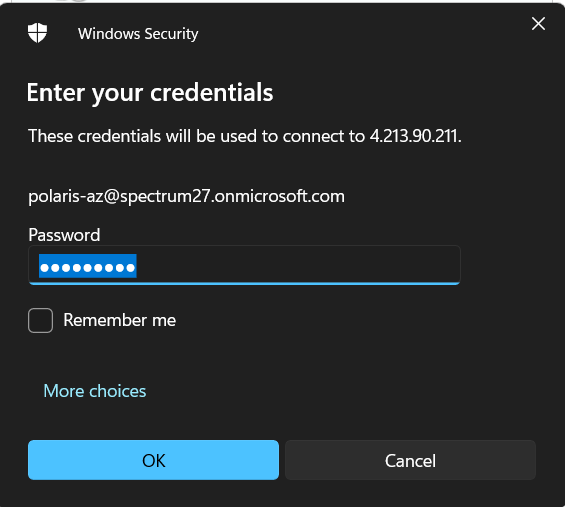 Windows Security
Enter your credentials
These credentials will be used to connect to 4.213.90.211.
polaris-az@spectrum27.onmicrosoft.com
Password
●●●●●●●●●
Remember me
More choices
OK
Cancel